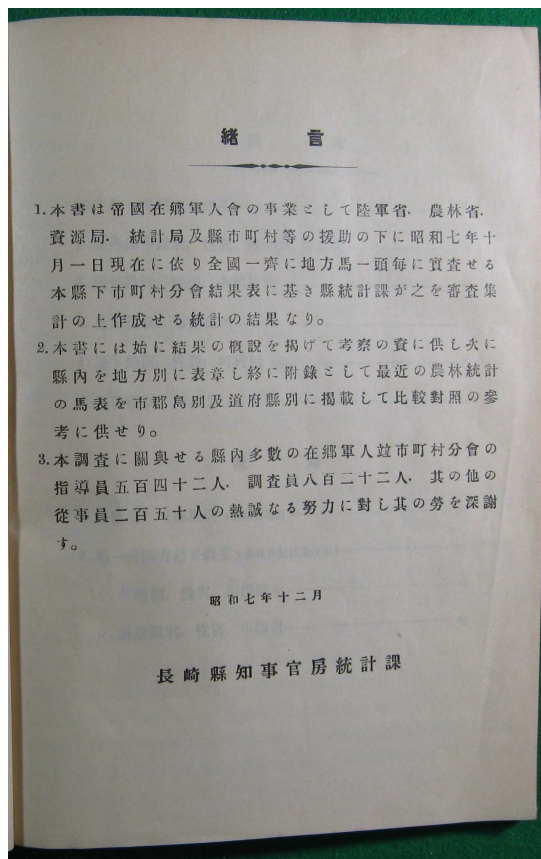 緒言
1. 本書は帝國在鄕軍人會の事業として陸軍省. 農林省.
資源局. 統計局及縣市町村等の援助の下に昭和七年十
月一日現在に依り全國一齊に地方馬一頭每に實査せる
本縣下市町村分會結果表に基き縣統計課が之を審査集
計の上作成せる統計の結果なり。
2. 本書には始に結果の槪說を揭げて考察の資に供し次に
縣內を地方別に表章し終に附錄として最近の農林統計
の馬表を市郡島別及道府縣別に揭載して比較對照の參
考に供せり。
3. 本調査に關與せる縣內多數の在鄕軍人竝市町村分會の
指導員五百四十二人. 調査員八百二十二人. 其の他の
從事員二百五十人の熱誠なる努力に對し其の勞を深謝
す。
昭和七年十二月
長崎縣知事官房統計課